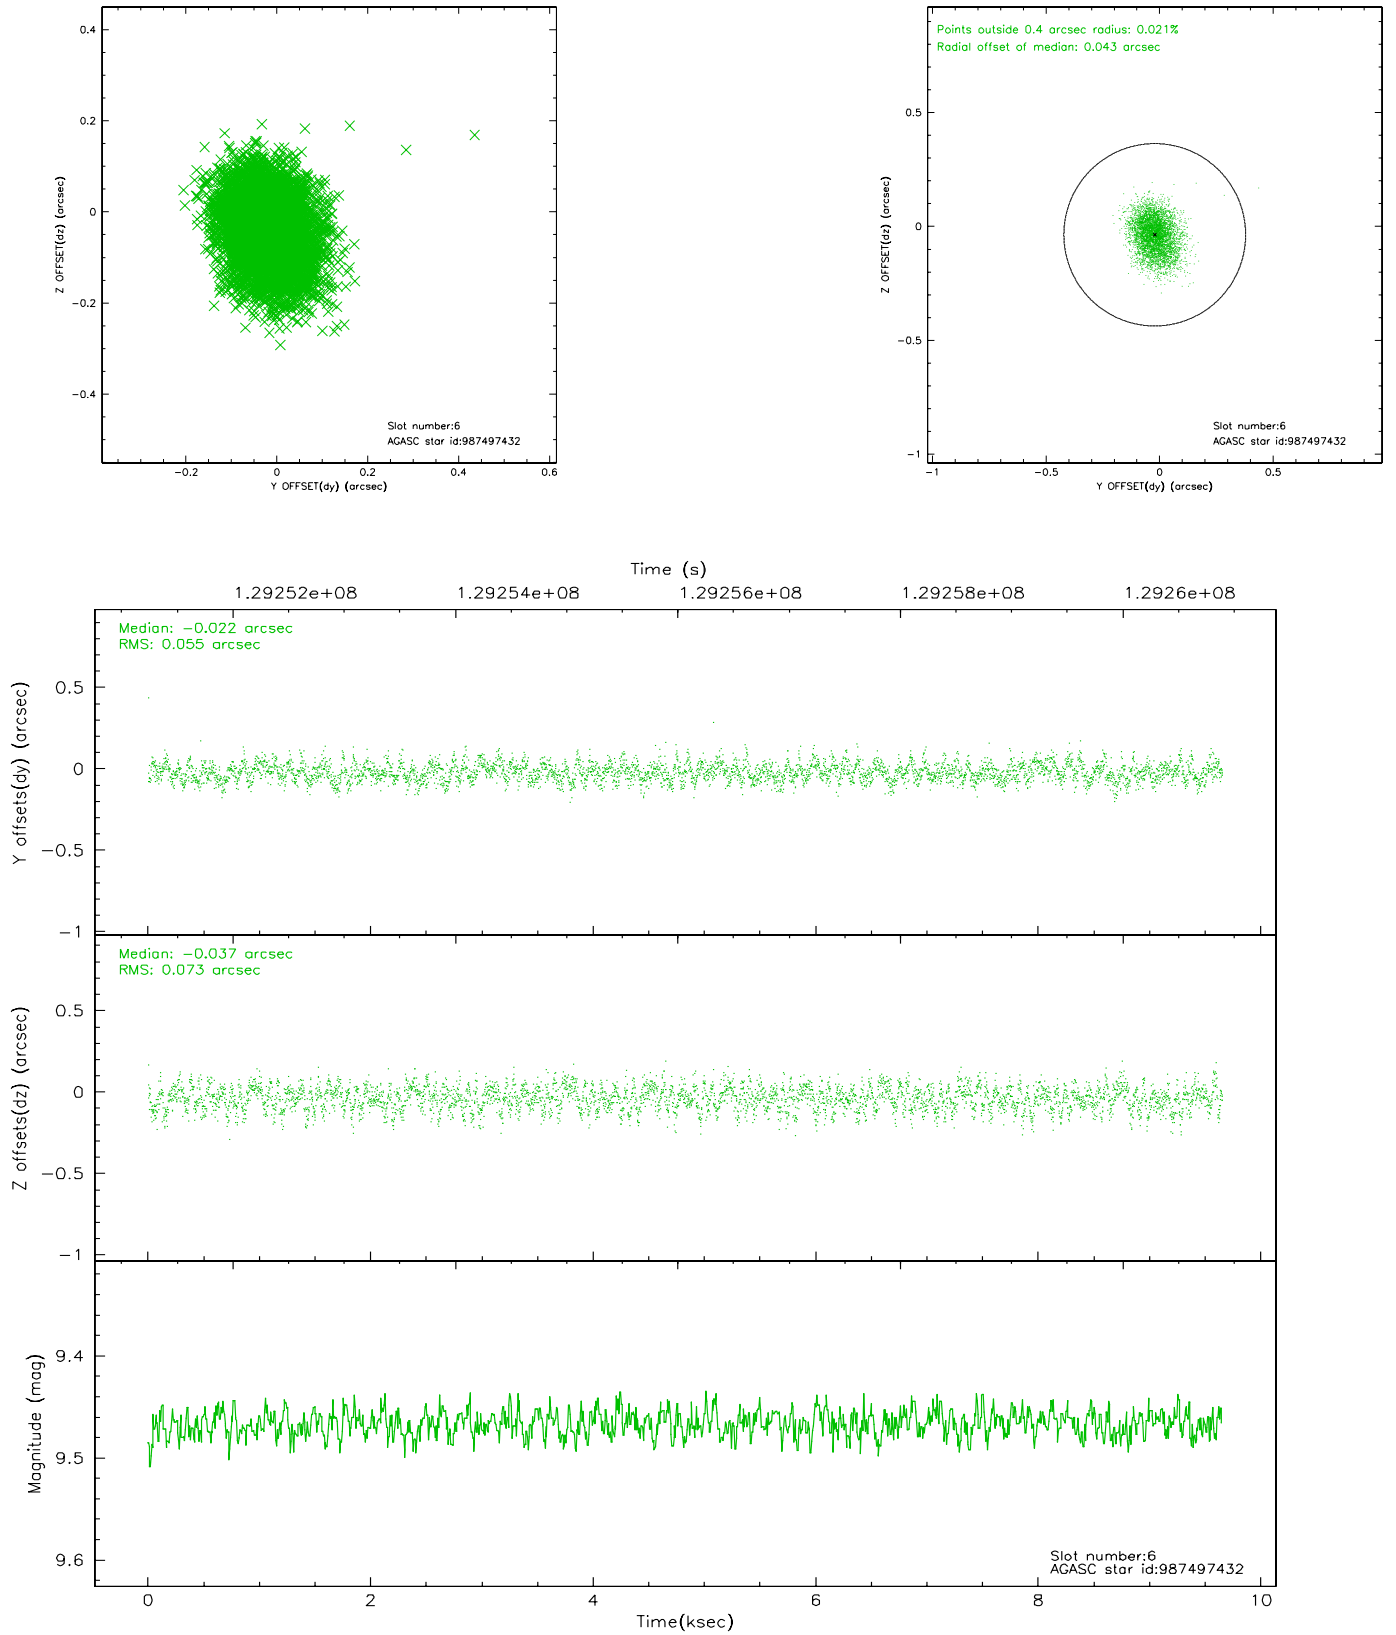 0.4
0.2
0
-0.2
-0.4
Z OFFSET(dz) (arcsec)
Slot number:6
AGASC star id:987497432
-0.2 0 0.2 0.4 0.6
Y OFFSET(dy) (arcsec)
Points outside 0.4 arcsec radius: 0.021%
Radial offset of median: 0.043 arcsec
0.5
0
-0.5
-1
Z OFFSET(dz) (arcsec)
Slot number:6
AGASC star id:987497432
-1 -0.5 0 0.5
Y OFFSET(dy) (arcsec)
Time (s)
1.29252e+08 1.29254e+08 1.29256e+08 1.29258e+08 1.2926e+08
Median: -0.022 arcsec
RMS: 0.055 arcsec
0.5
0
-0.5
-1
Y offsets(dy) (arcsec)
Median: -0.037 arcsec
RMS: 0.073 arcsec
0.5
0
-0.5
-1
Z offsets(dz) (arcsec)
9.4
9.5
9.6
Magnitude (mag)
Slot number:6
AGASC star id:987497432
0 2 4 6 8 10
Time(ksec)